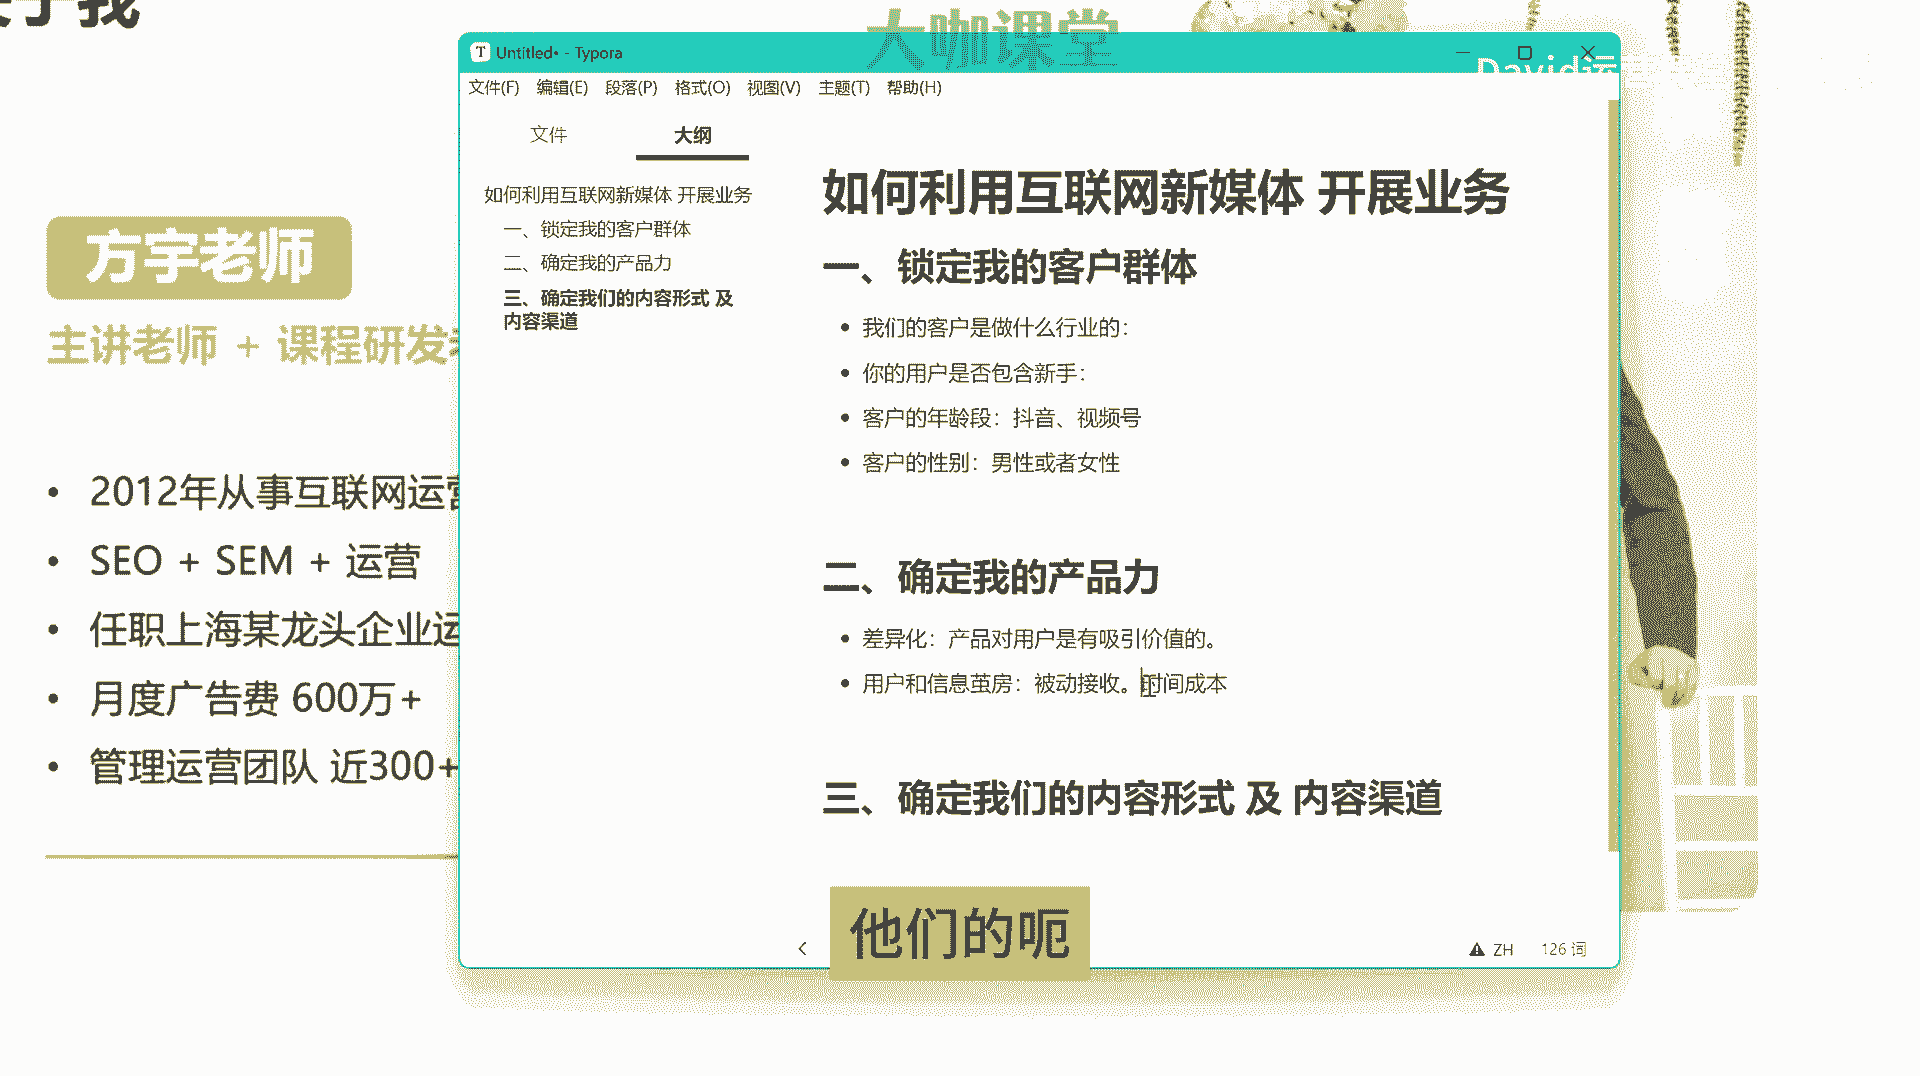 关于我
大咖课堂
Untitled• - Typora
David运
文件(F) 编辑(E) 段落(P) 格式(O) 视图(V) 主题(T) 帮助(H)
文件 大纲
如何利用互联网新媒体 开展业务
一、锁定我的客户群体
二、确定我的产品力
三、确定我们的内容形式 及
内容渠道
如何利用互联网新媒体 开展业务
一、锁定我的客户群体
我们的客户是做什么行业的：
你的用户是否包含新手：
客户的年龄段：抖音、视频号
客户的性别：男性或者女性
二、确定我的产品力
差异化：产品对用户是有吸引价值的。
用户和信息茧房：被动接收。时间成本
三、确定我们的内容形式 及 内容渠道
ZH 126 词
方宇老师
主讲老师 + 课程研发
2012年从事互联网运营
SEO + SEM + 运营
任职上海某龙头企业运
月度广告费 600万+
管理运营团队 近300+
他们的呃